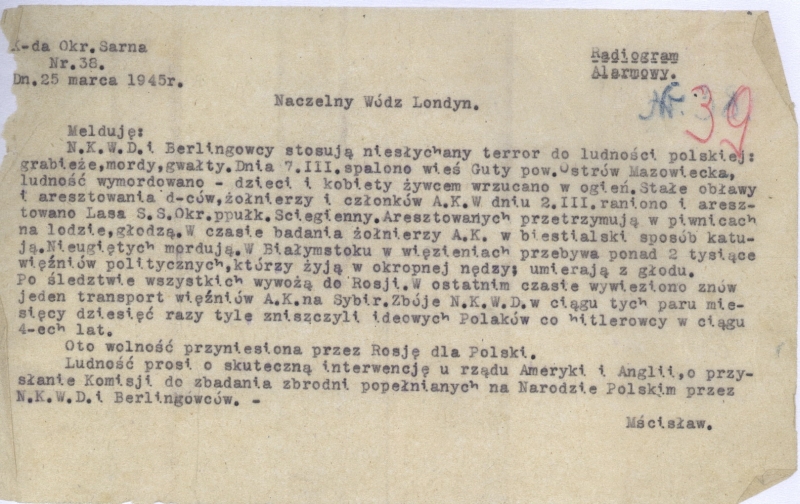 K-da Okr.Sarna
Nr.38.
Dn.25 marca 1945r.
Radiogram
Alarmowy.
Nr. 39
Naczelny Wódz Londyn.
Melduję:
N.K.W.D.i Berlingowcy stosują niesłychany terror do ludności polskiej:
grabieże,mordy,gwałty.Dnia 7.III.spalono wieś Guty pow.Ostrów Mazowiecka,
ludność wymordowano - dzieci i kobiety żywcem wrzucano w ogień.Stałe obławy
i aresztowania d-ców,żołnierzy i członków A.K.W dniu 2.III.raniono i aresz-
towano Lasa S.S.Okr.ppułk.Sciegienny.Aresztowanych przetrzymują w piwnicach
na lodzie,głodzą.W czasie badania żołnierzy A.K. w biestialski sposób katu-
ją.Nieugiętych mordują.W Białymstoku w więzieniach przebywa ponad 2 tysiące
więźniów politycznych,którzy żyją w okropnej nędzy; umierają z głodu.
Po śledztwie wszystkich wywożą do Rosji.W ostatnim czasie wywieziono znów
jeden transport więźniów A.K.na Sybir.Zbóje N.K.W.D.w ciągu tych paru mie-
sięcy dziesięć razy tyle zniszczyli ideowych Polaków co hitlerowcy w ciągu
4-ech lat.
Oto wolność przyniesiona przez Rosję dla Polski.
Ludność prosi o skuteczną interwencję u rządu Ameryki i Anglii,o przy-
słanie Komisji do zbadania zbrodni popełnianych na Narodzie Polskim przez
N.K.W.D.i Berlingówców. -
Mścisław.